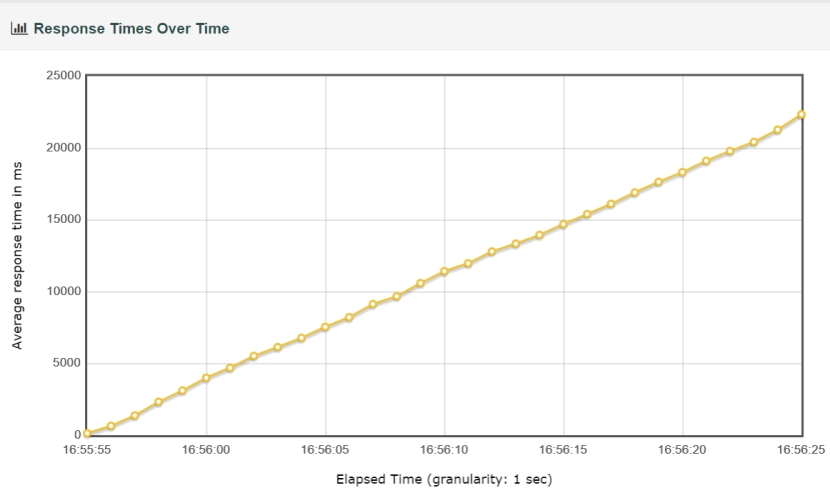 Response Times Over Time
25000
20000
15000
10000
5000
0
Average response time in ms
16:55:55 16:56:00 16:56:05 16:56:10 16:56:15 16:56:20 16:56:25
Elapsed Time (granularity: 1 sec)